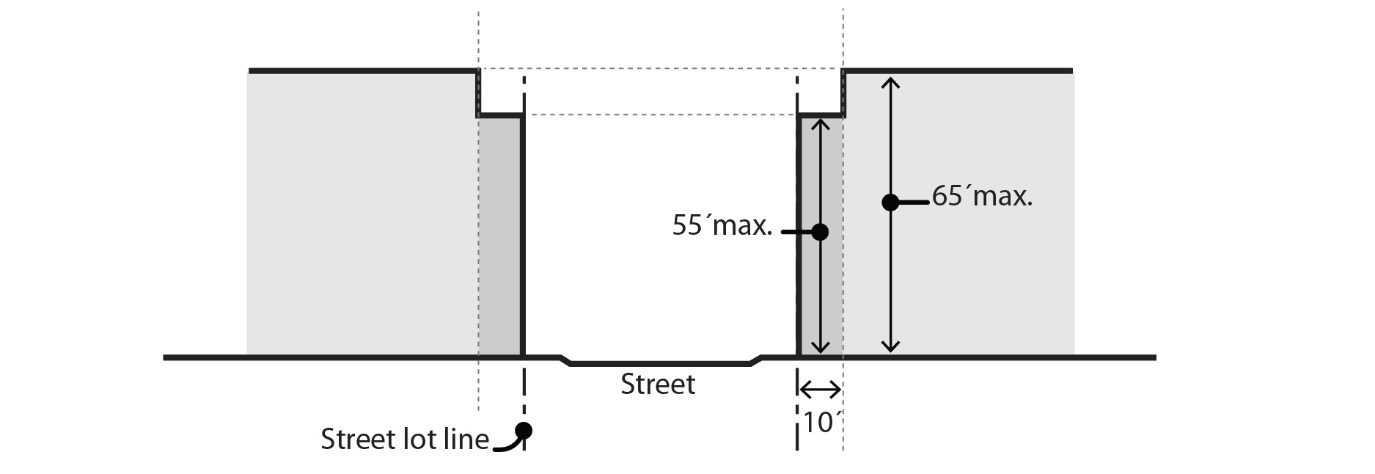 65´max.
55´max.
Street
10´
Street lot line